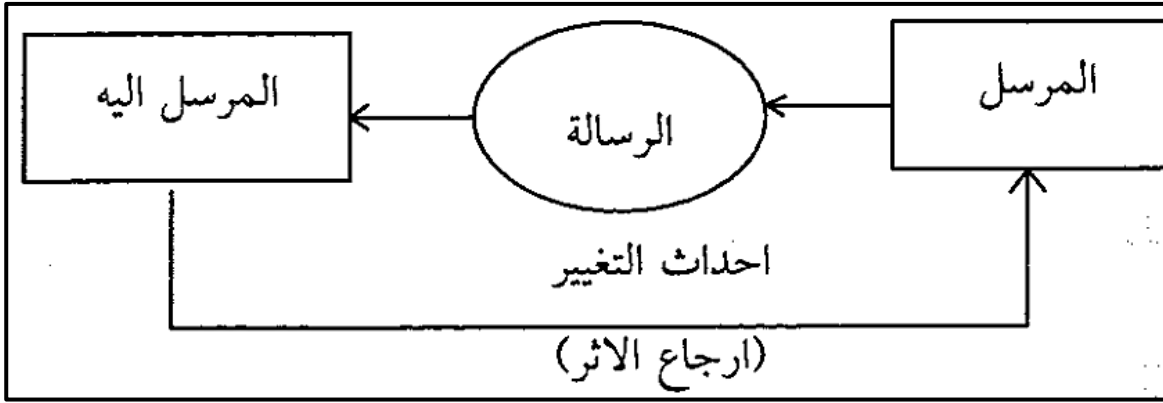 المرسل
الرسالة
المرسل اليه
احداث التغيير
(ارجاع الاثر)